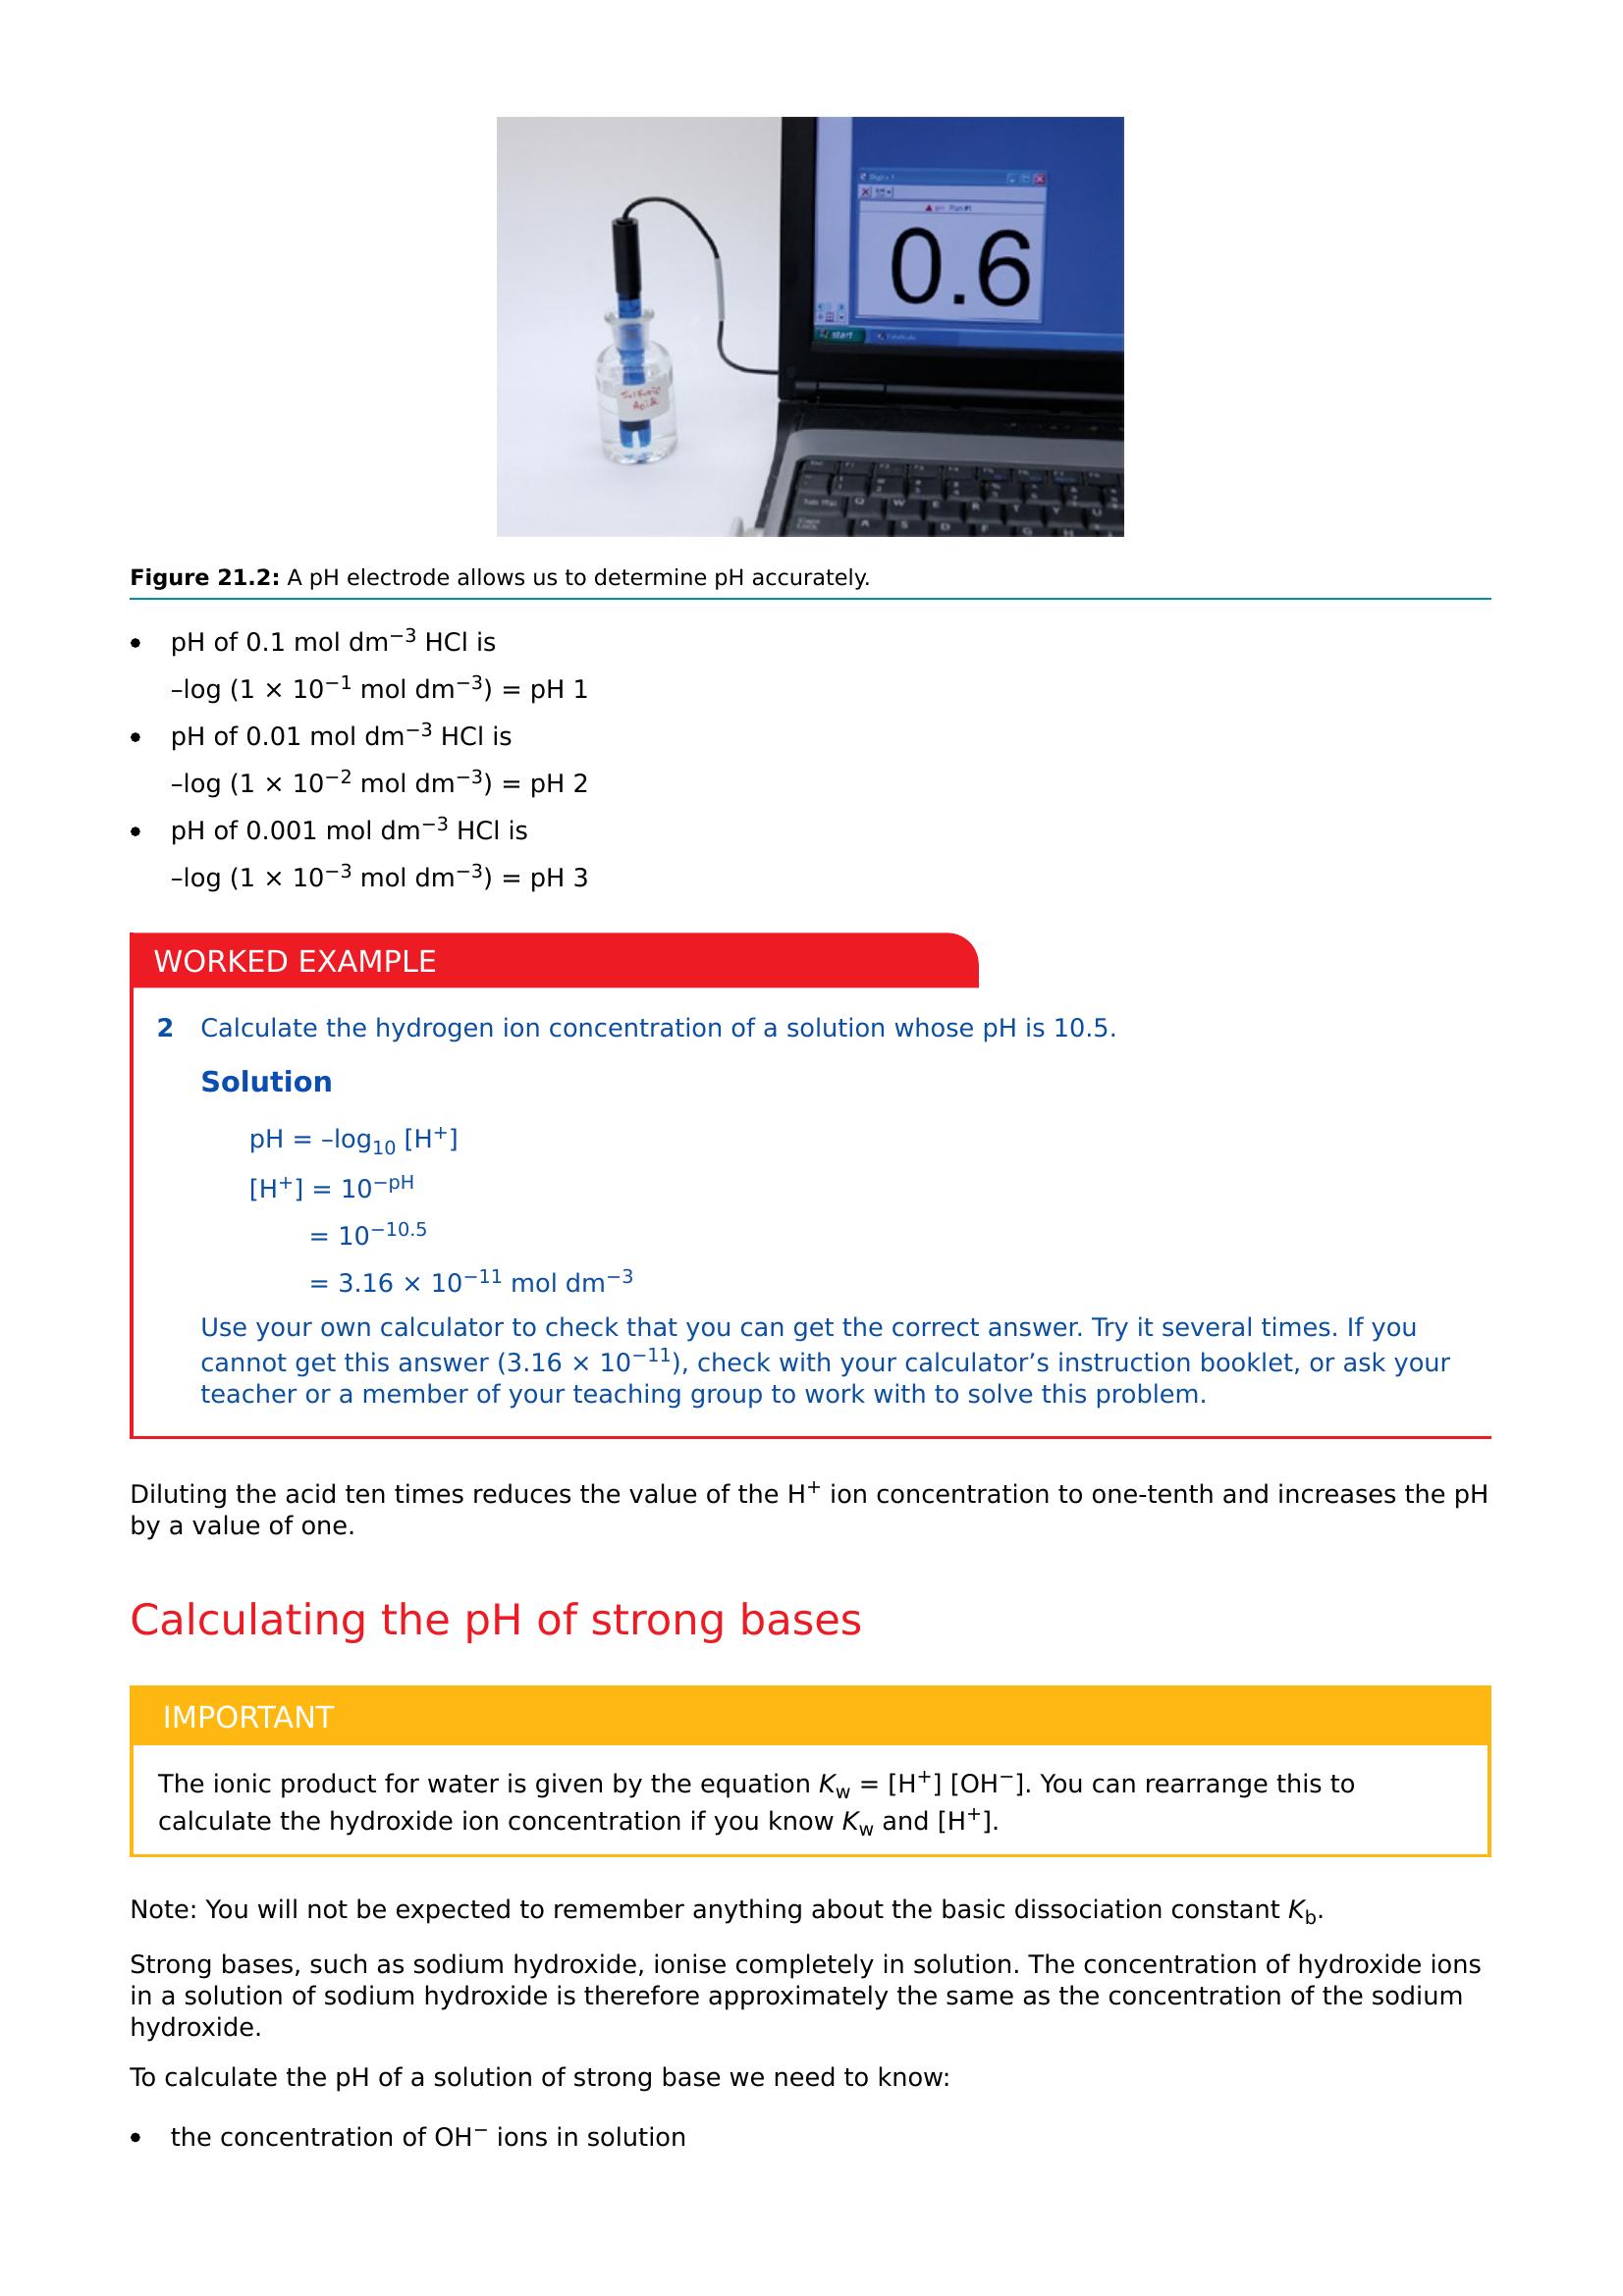 0.6
start
Sulfuric
Acid
Figure 21.2: A pH electrode allows us to determine pH accurately.
• pH of 0.1 mol dm⁻³ HCl is
–log (1 × 10⁻¹ mol dm⁻³) = pH 1
• pH of 0.01 mol dm⁻³ HCl is
–log (1 × 10⁻² mol dm⁻³) = pH 2
• pH of 0.001 mol dm⁻³ HCl is
–log (1 × 10⁻³ mol dm⁻³) = pH 3
WORKED EXAMPLE
2 Calculate the hydrogen ion concentration of a solution whose pH is 10.5.
Solution
pH = –log₁₀ [H⁺]
[H⁺] = 10⁻ᵖᴴ
= 10⁻¹⁰·⁵
= 3.16 × 10⁻¹¹ mol dm⁻³
Use your own calculator to check that you can get the correct answer. Try it several times. If you
cannot get this answer (3.16 × 10⁻¹¹), check with your calculator’s instruction booklet, or ask your
teacher or a member of your teaching group to work with to solve this problem.
Diluting the acid ten times reduces the value of the H⁺ ion concentration to one-tenth and increases the pH
by a value of one.
Calculating the pH of strong bases
IMPORTANT
The ionic product for water is given by the equation K_w = [H⁺] [OH⁻]. You can rearrange this to
calculate the hydroxide ion concentration if you know K_w and [H⁺].
Note: You will not be expected to remember anything about the basic dissociation constant K_b.
Strong bases, such as sodium hydroxide, ionise completely in solution. The concentration of hydroxide ions
in a solution of sodium hydroxide is therefore approximately the same as the concentration of the sodium
hydroxide.
To calculate the pH of a solution of strong base we need to know:
• the concentration of OH⁻ ions in solution